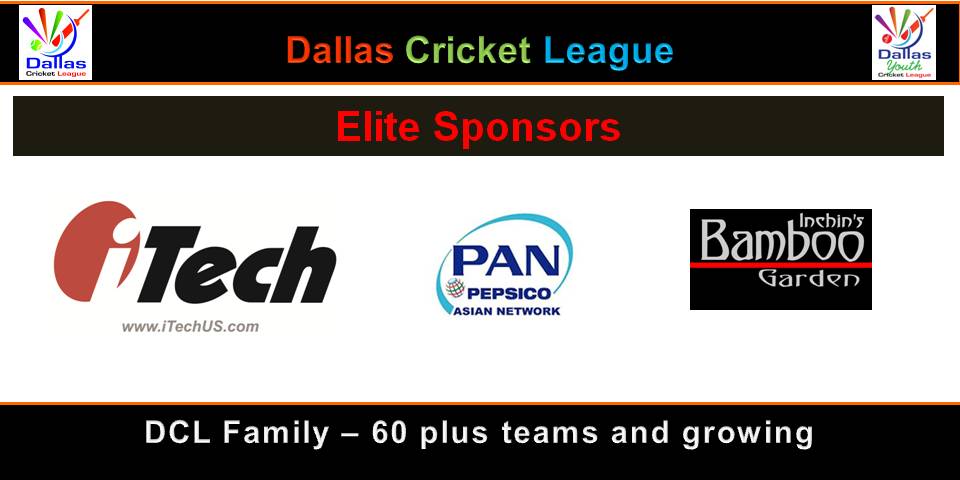 Dallas
Cricket League
Dallas Cricket League
Dallas
Youth
Cricket League
Elite Sponsors
iTech
www.iTechUS.com
PAN
PEPSICO
ASIAN NETWORK
Inchin's
Bamboo
Garden
DCL Family – 60 plus teams and growing